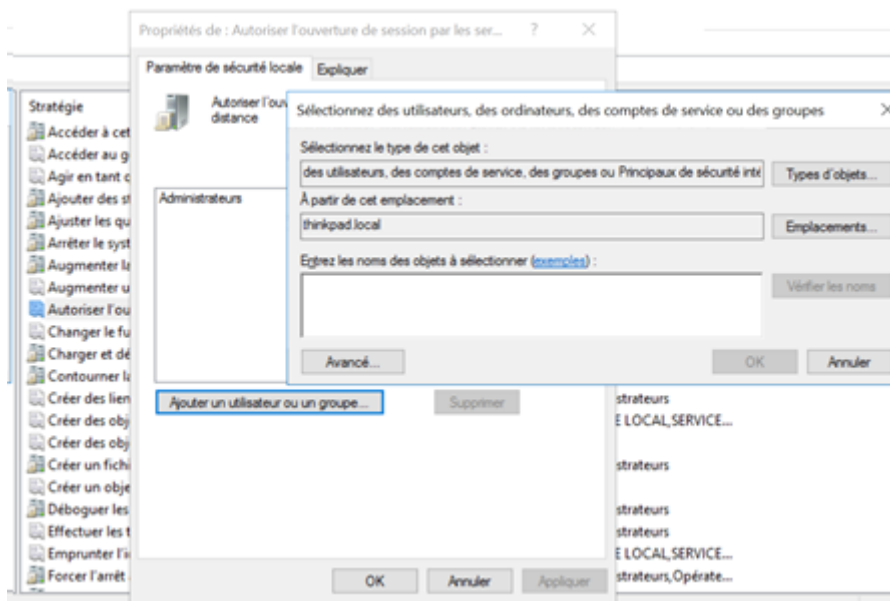 Propriétés de : Autoriser l'ouverture de session par les ser...
Paramètre de sécurité locale
Expliquer
Autoriser l'ouv
distance
Administrateurs
Ajouter un utilisateur ou un groupe...
Supprimer
OK
Annuler
Appliquer
Sélectionnez des utilisateurs, des ordinateurs, des comptes de service ou des groupes
Sélectionnez le type de cet objet :
des utilisateurs, des comptes de service, des groupes ou Principaux de sécurité inté
Types d'objets...
À partir de cet emplacement :
thinkpad.local
Emplacements...
Entrez les noms des objets à sélectionner (exemples) :
Vérifier les noms
Avancé...
OK
Annuler
Stratégie
Accéder à cet
Accéder au g
Agir en tant
Ajouter des st
Ajuster les qu
Arrêter le syst
Augmenter la
Augmenter u
Autoriser l'ou
Changer le fu
Charger et dé
Contourner la
Créer des lien
Créer des obj
Créer des obj
Créer un fichi
Créer un obje
Déboguer les
Effectuer les t
Emprunter l'i
Forcer l'arrêt
strateurs
E LOCAL,SERVICE...
strateurs
strateurs
strateurs
E LOCAL,SERVICE...
strateurs,Opérate...